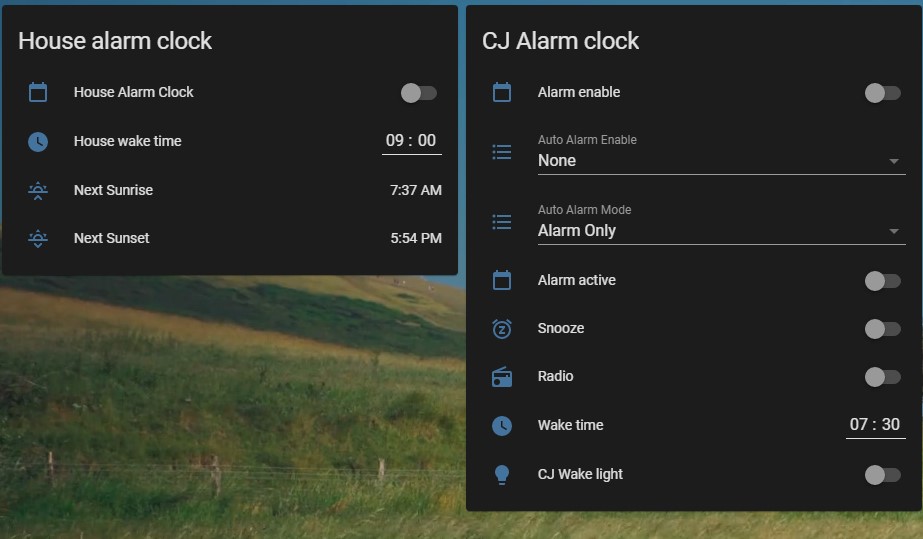 House alarm clock
House Alarm Clock
House wake time 09 : 00
Next Sunrise 7:37 AM
Next Sunset 5:54 PM
CJ Alarm clock
Alarm enable
Auto Alarm Enable
None
Auto Alarm Mode
Alarm Only
Alarm active
Snooze
Radio
Wake time 07 : 30
CJ Wake light